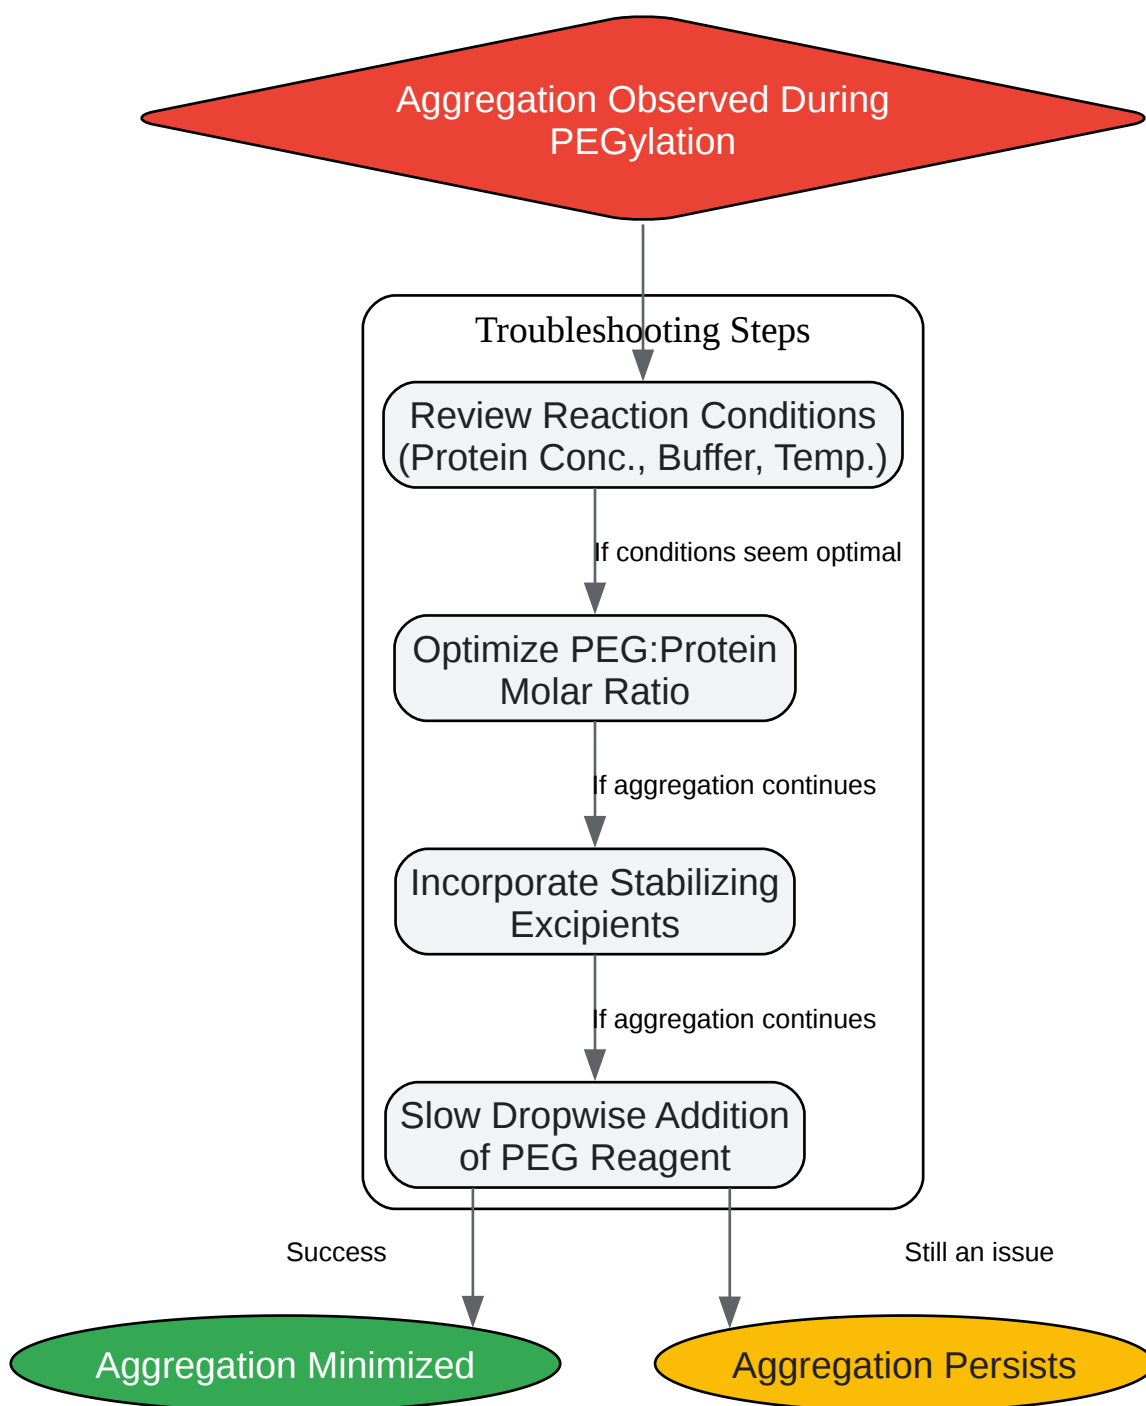 Aggregation Observed During
PEGylation
Troubleshooting Steps
Review Reaction Conditions
(Protein Conc., Buffer, Temp.)
If conditions seem optimal
Optimize PEG:Protein
Molar Ratio
If aggregation continues
Incorporate Stabilizing
Excipients
If aggregation continues
Slow Dropwise Addition
of PEG Reagent
Success
Still an issue
Aggregation Minimized
Aggregation Persists